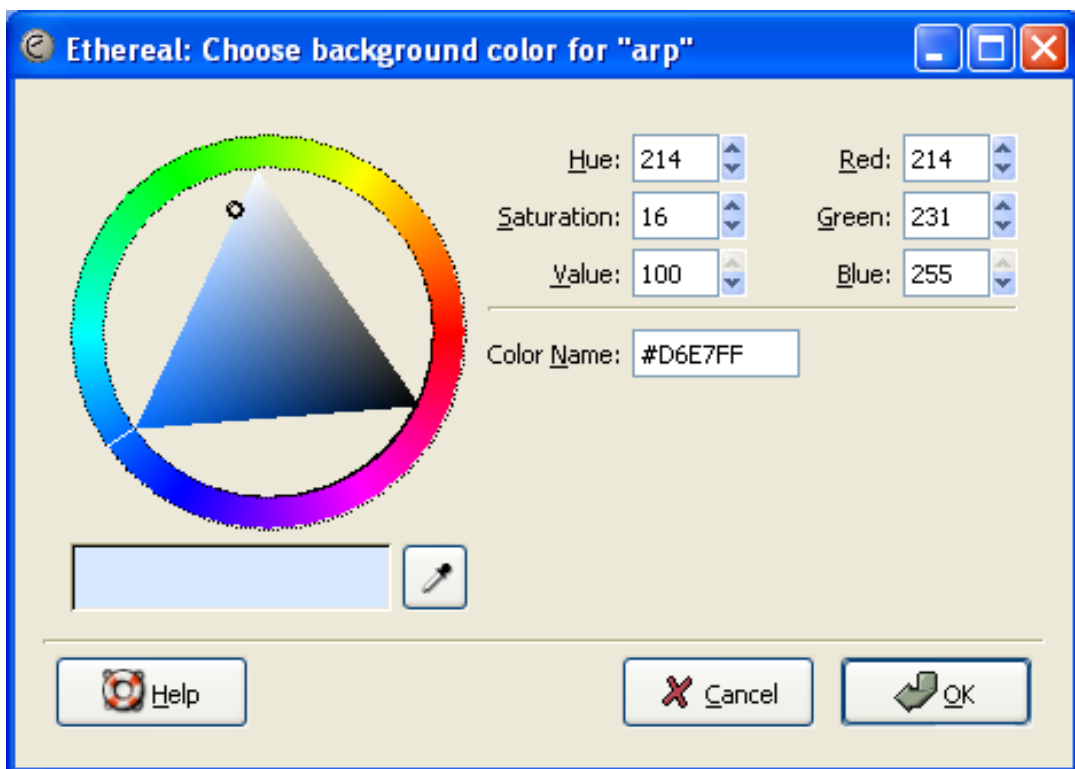 Ethereal: Choose background color for "arp"
Hue: 214 Red: 214
Saturation: 16 Green: 231
Value: 100 Blue: 255
Color Name: #D6E7FF
Help Cancel OK